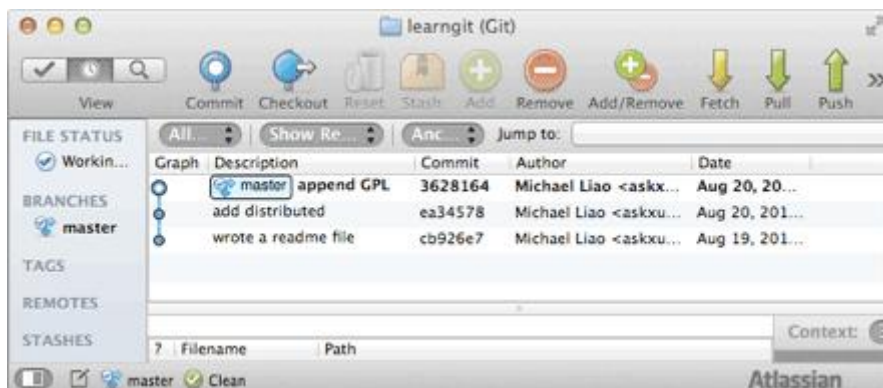 learngit (Git)
View Commit Checkout Reset Stash Add Remove Add/Remove Fetch Pull Push »
FILE STATUS
Workin...
BRANCHES
master
TAGS
REMOTES
STASHES
All... Show Re... Anc... Jump to:
Graph Description Commit Author Date
master append GPL 3628164 Michael Liao <askx... Aug 20, 20...
add distributed ea34578 Michael Liao <askxu... Aug 20, 201...
wrote a readme file cb926e7 Michael Liao <askxu... Aug 19, 201...
Context:
? Filename Path
master Clean
Atlassian